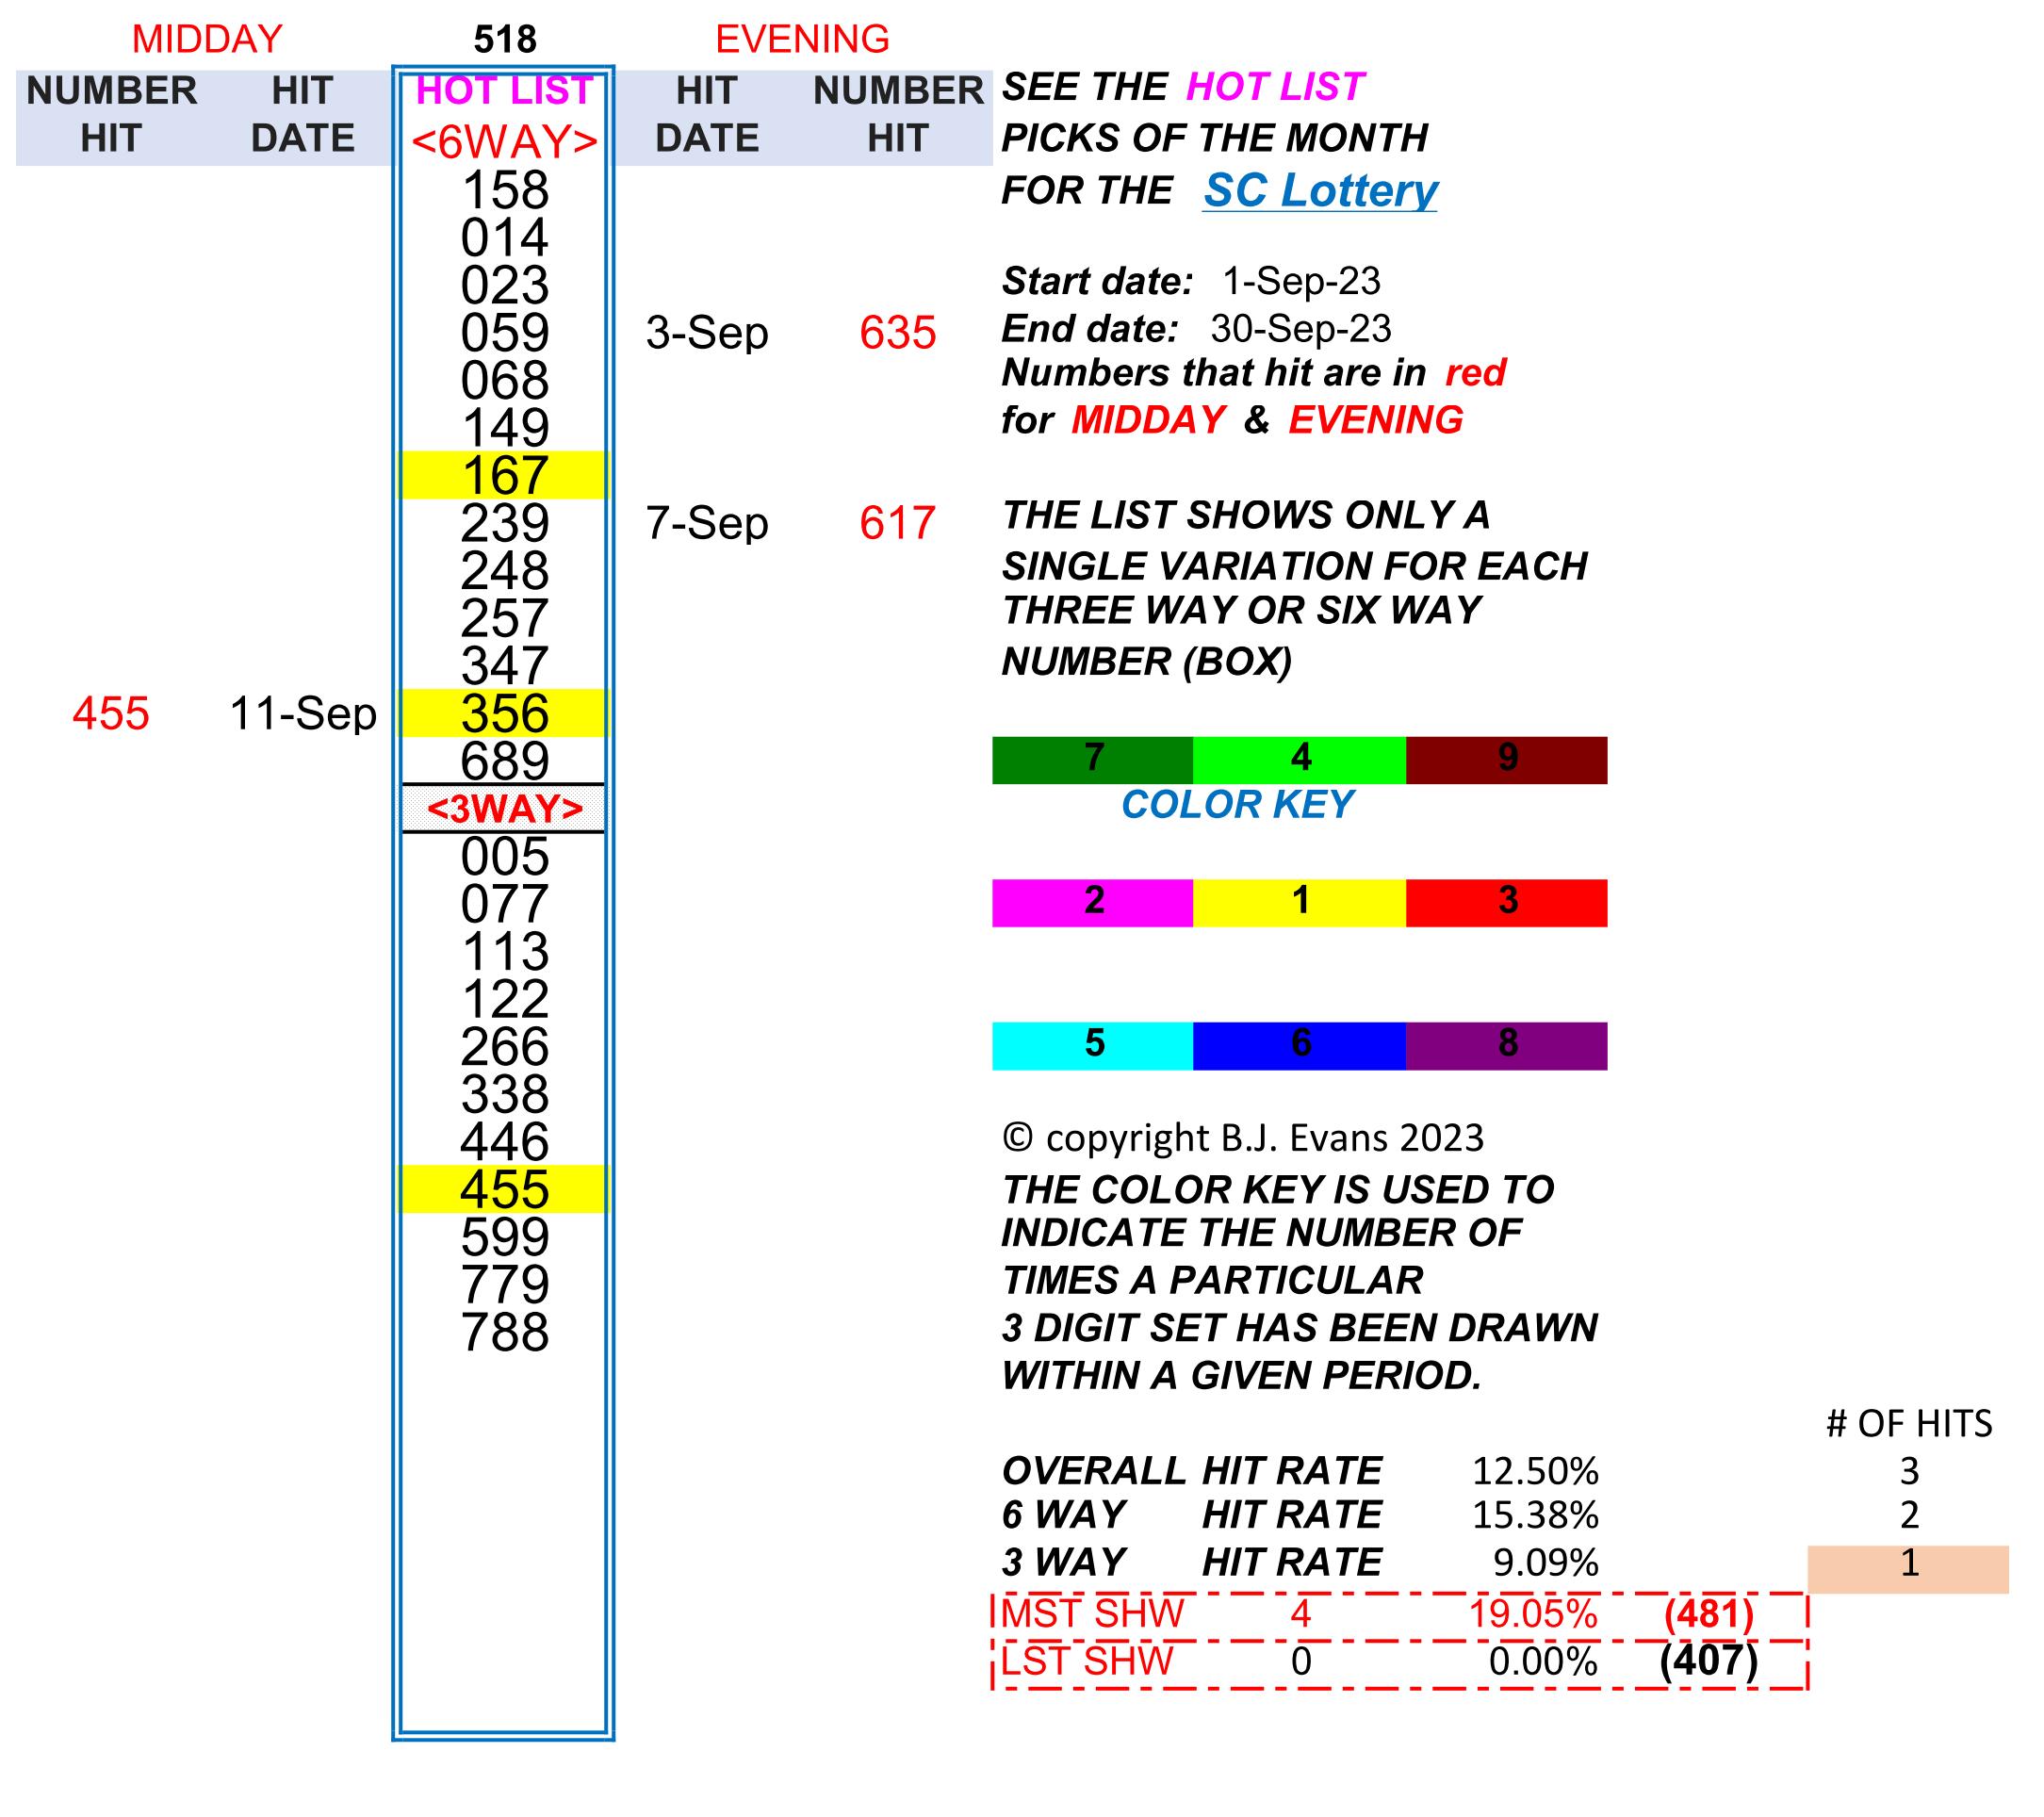 MIDDAY 518 EVENING
NUMBER HIT HOT LIST HIT NUMBER
HIT DATE <6WAY> DATE HIT
158
014
023
059 3-Sep 635
068
149
167
239 7-Sep 617
248
257
347
455 11-Sep 356
689
<3WAY>
005
077
113
122
266
338
446
455
599
779
788
SEE THE HOT LIST
PICKS OF THE MONTH
FOR THE SC Lottery
Start date: 1-Sep-23
End date: 30-Sep-23
Numbers that hit are in red
for MIDDAY & EVENING
THE LIST SHOWS ONLY A
SINGLE VARIATION FOR EACH
THREE WAY OR SIX WAY
NUMBER (BOX)
7 4 9
COLOR KEY
2 1 3
5 6 8
© copyright B.J. Evans 2023
THE COLOR KEY IS USED TO
INDICATE THE NUMBER OF
TIMES A PARTICULAR
3 DIGIT SET HAS BEEN DRAWN
WITHIN A GIVEN PERIOD.
# OF HITS
OVERALL HIT RATE 12.50% 3
6 WAY HIT RATE 15.38% 2
3 WAY HIT RATE 9.09% 1
MST SHW 4 19.05% (481)
LST SHW 0 0.00% (407)